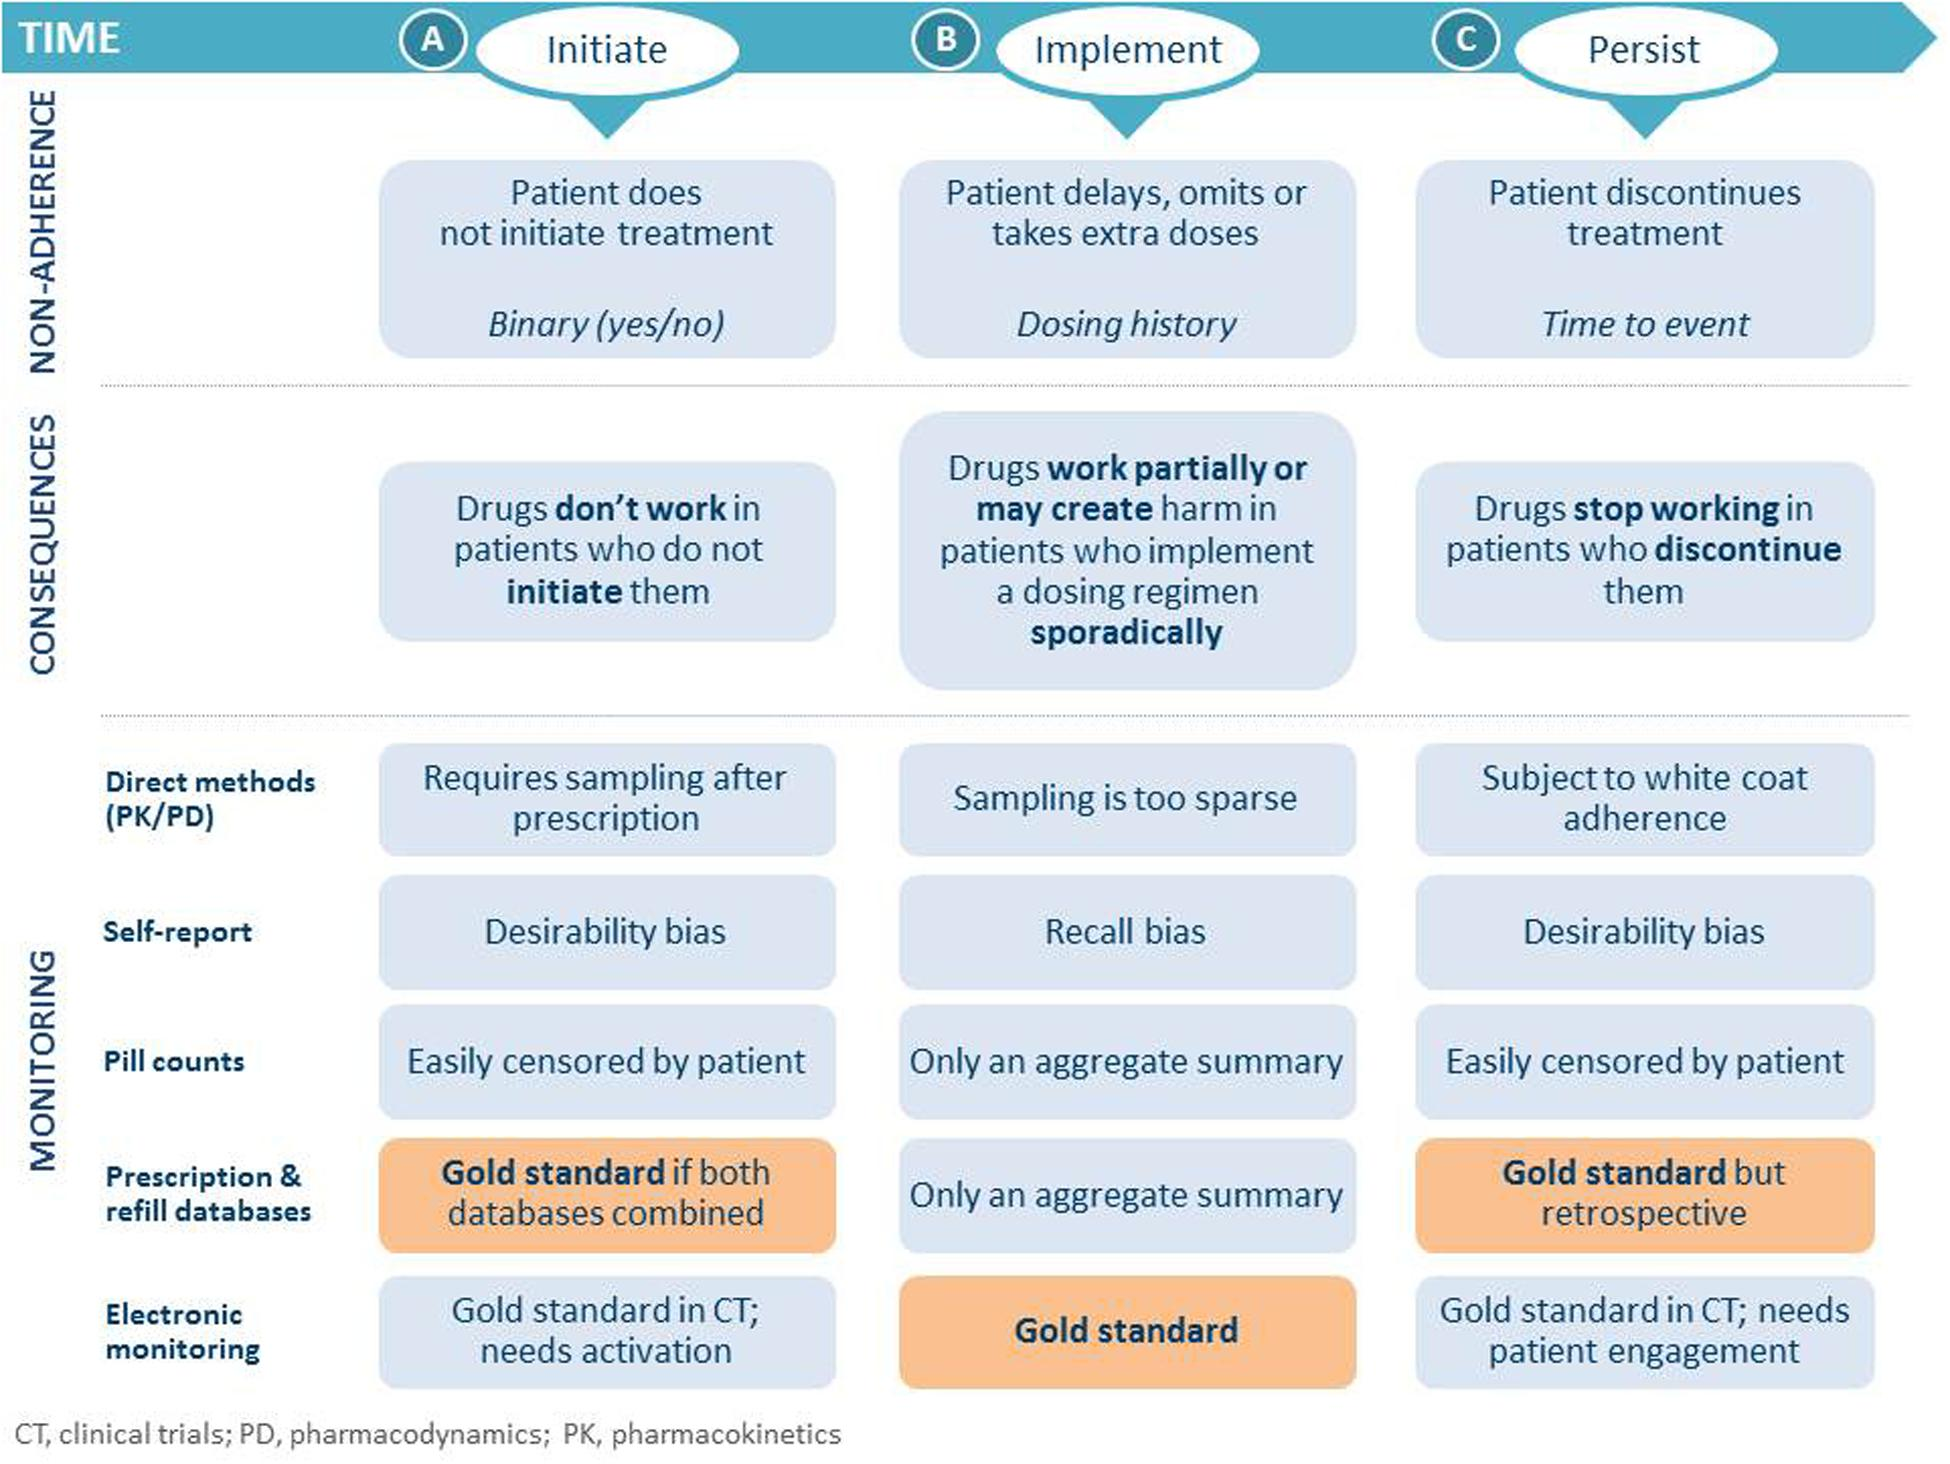 TIME
A
Initiate
B
Implement
C
Persist
NON-ADHERENCE
Patient does
not initiate treatment
Binary (yes/no)
Patient delays, omits or
takes extra doses
Dosing history
Patient discontinues
treatment
Time to event
CONSEQUENCES
Drugs don’t work in
patients who do not
initiate them
Drugs work partially or
may create harm in
patients who implement
a dosing regimen
sporadically
Drugs stop working in
patients who discontinue
them
MONITORING
Direct methods
(PK/PD)
Requires sampling after
prescription
Sampling is too sparse
Subject to white coat
adherence
Self-report
Desirability bias
Recall bias
Desirability bias
Pill counts
Easily censored by patient
Only an aggregate summary
Easily censored by patient
Prescription &
refill databases
Gold standard if both
databases combined
Only an aggregate summary
Gold standard but
retrospective
Electronic
monitoring
Gold standard in CT;
needs activation
Gold standard
Gold standard in CT; needs
patient engagement
CT, clinical trials; PD, pharmacodynamics; PK, pharmacokinetics